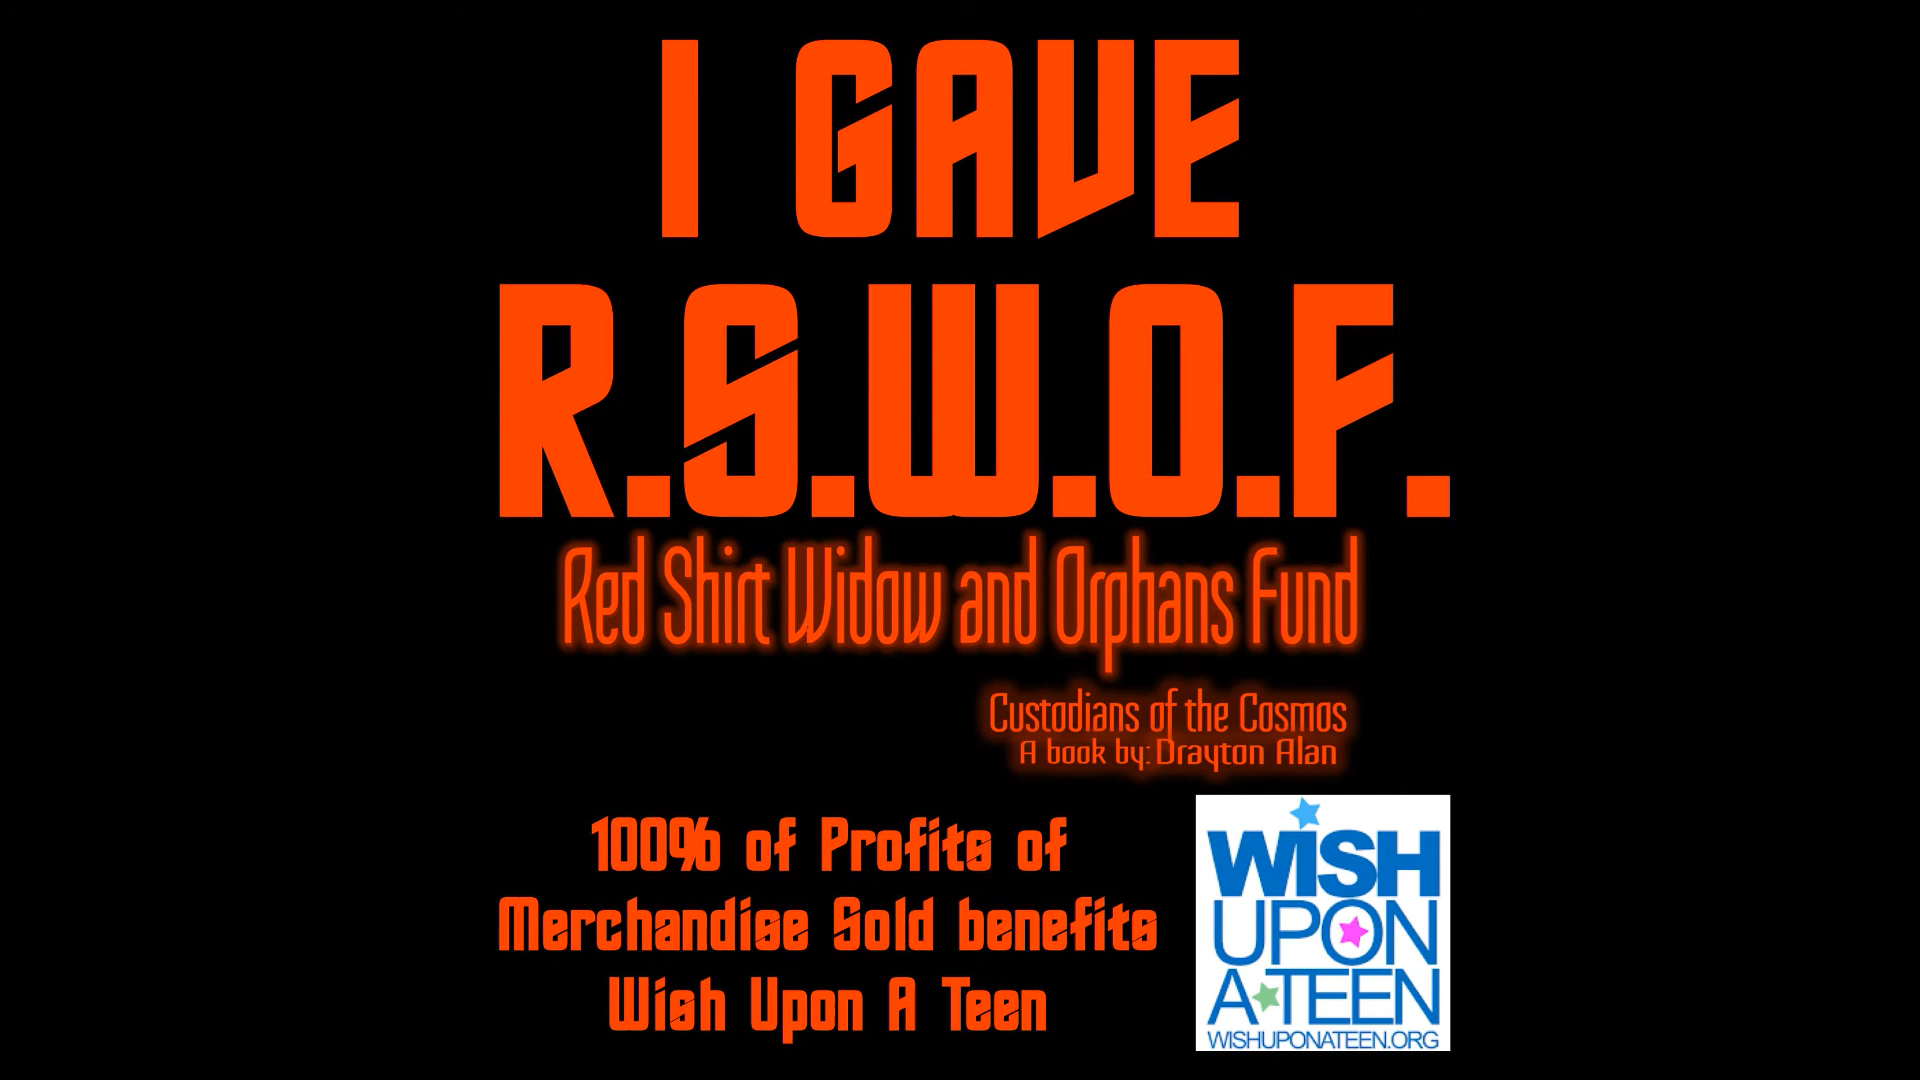 I GAVE
R.S.W.O.F.
Red Shirt Widow and Orphans Fund
Custodians of the Cosmos
A book by: Drayton Alan
100% of Profits of
Merchandise Sold benefits
Wish Upon A Teen
WISH
UPON
A TEEN
WISHUPONATEEN.ORG